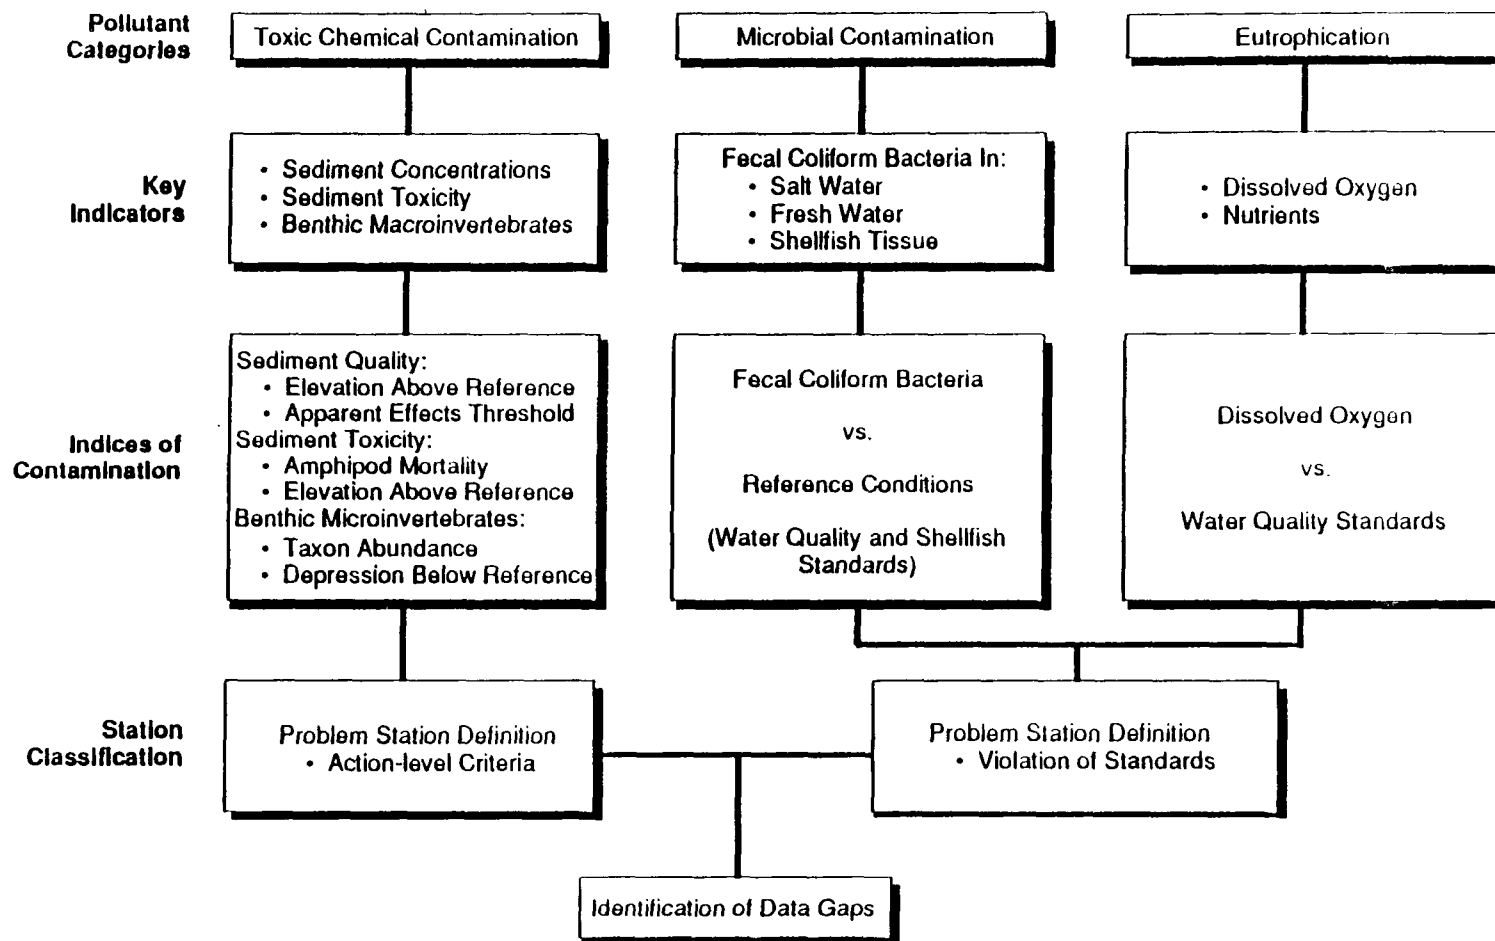 Pollutant
Categories
Toxic Chemical Contamination
Microbial Contamination
Eutrophication
Key
Indicators
• Sediment Concentrations
• Sediment Toxicity
• Benthic Macroinvertebrates
Fecal Coliform Bacteria In:
• Salt Water
• Fresh Water
• Shellfish Tissue
• Dissolved Oxygen
• Nutrients
Indices of
Contamination
Sediment Quality:
• Elevation Above Reference
• Apparent Effects Threshold
Sediment Toxicity:
• Amphipod Mortality
• Elevation Above Reference
Benthic Microinvertebrates:
• Taxon Abundance
• Depression Below Reference
Fecal Coliform Bacteria
vs.
Reference Conditions
(Water Quality and Shellfish
Standards)
Dissolved Oxygen
vs.
Water Quality Standards
Station
Classification
Problem Station Definition
• Action-level Criteria
Problem Station Definition
• Violation of Standards
Identification of Data Gaps